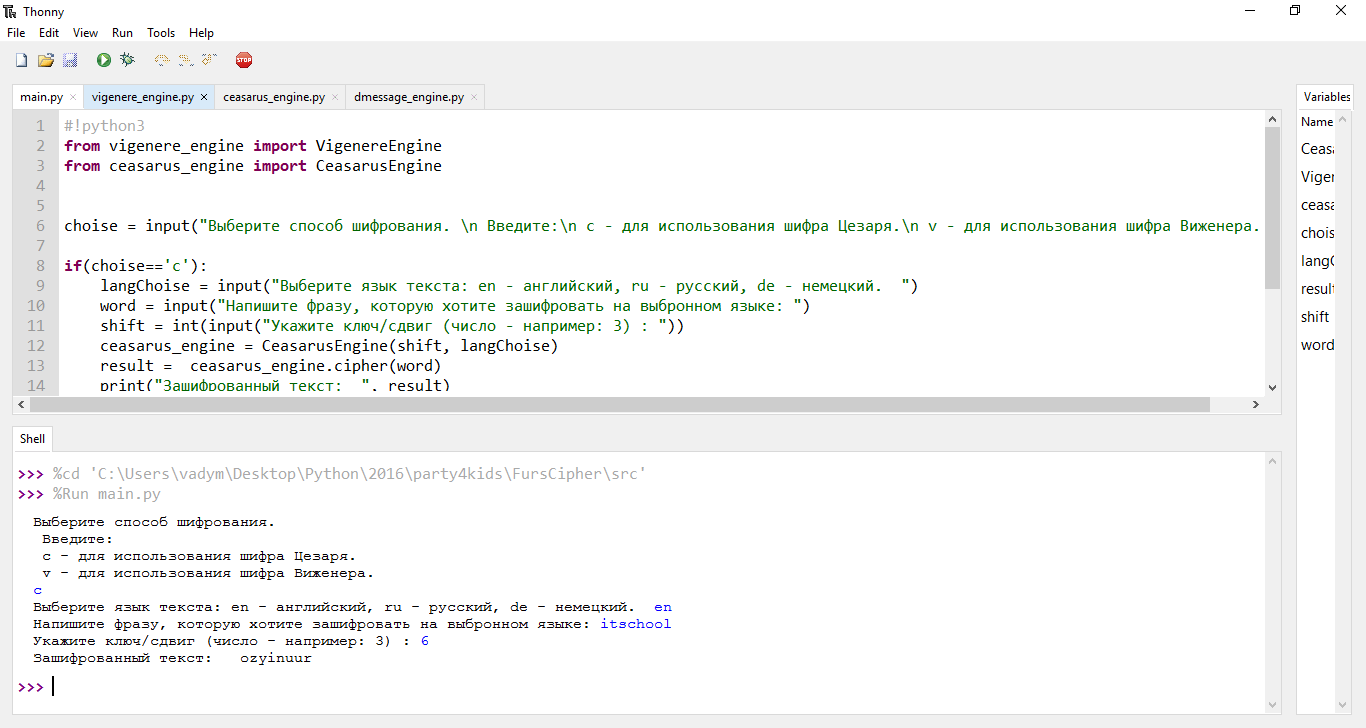 Thonny
File Edit View Run Tools Help
STOP
main.py × vigenere_engine.py × ceasarus_engine.py × dmessage_engine.py ×
1 #!python3
2 from vigenere_engine import VigenereEngine
3 from ceasarus_engine import CeasarusEngine
4
5
6 choise = input("Выберите способ шифрования. \n Введите:\n c - для использования шифра Цезаря.\n v - для использования шифра Виженера.
7
8 if(choise=='c'):
9 langChoise = input("Выберите язык текста: en - английский, ru - русский, de - немецкий.  ")
10 word = input("Напишите фразу, которую хотите зашифровать на выбронном языке: ")
11 shift = int(input("Укажите ключ/сдвиг (число - например: 3) : "))
12 ceasarus_engine = CeasarusEngine(shift, langChoise)
13 result =  ceasarus_engine.cipher(word)
14 print("Зашифрованный текст:  ", result)
Variables
Name
Ceasa
Viger
ceasa
chois
langC
result
shift
word
Shell
>>> %cd 'C:\Users\vadym\Desktop\Python\2016\party4kids\FursCipher\src'
>>> %Run main.py
Выберите способ шифрования.
Введите:
c - для использования шифра Цезаря.
v - для использования шифра Виженера.
c
Выберите язык текста: en - английский, ru - русский, de - немецкий.  en
Напишите фразу, которую хотите зашифровать на выбронном языке: itschool
Укажите ключ/сдвиг (число - например: 3) : 6
Зашифрованный текст:   ozyinuur
>>>